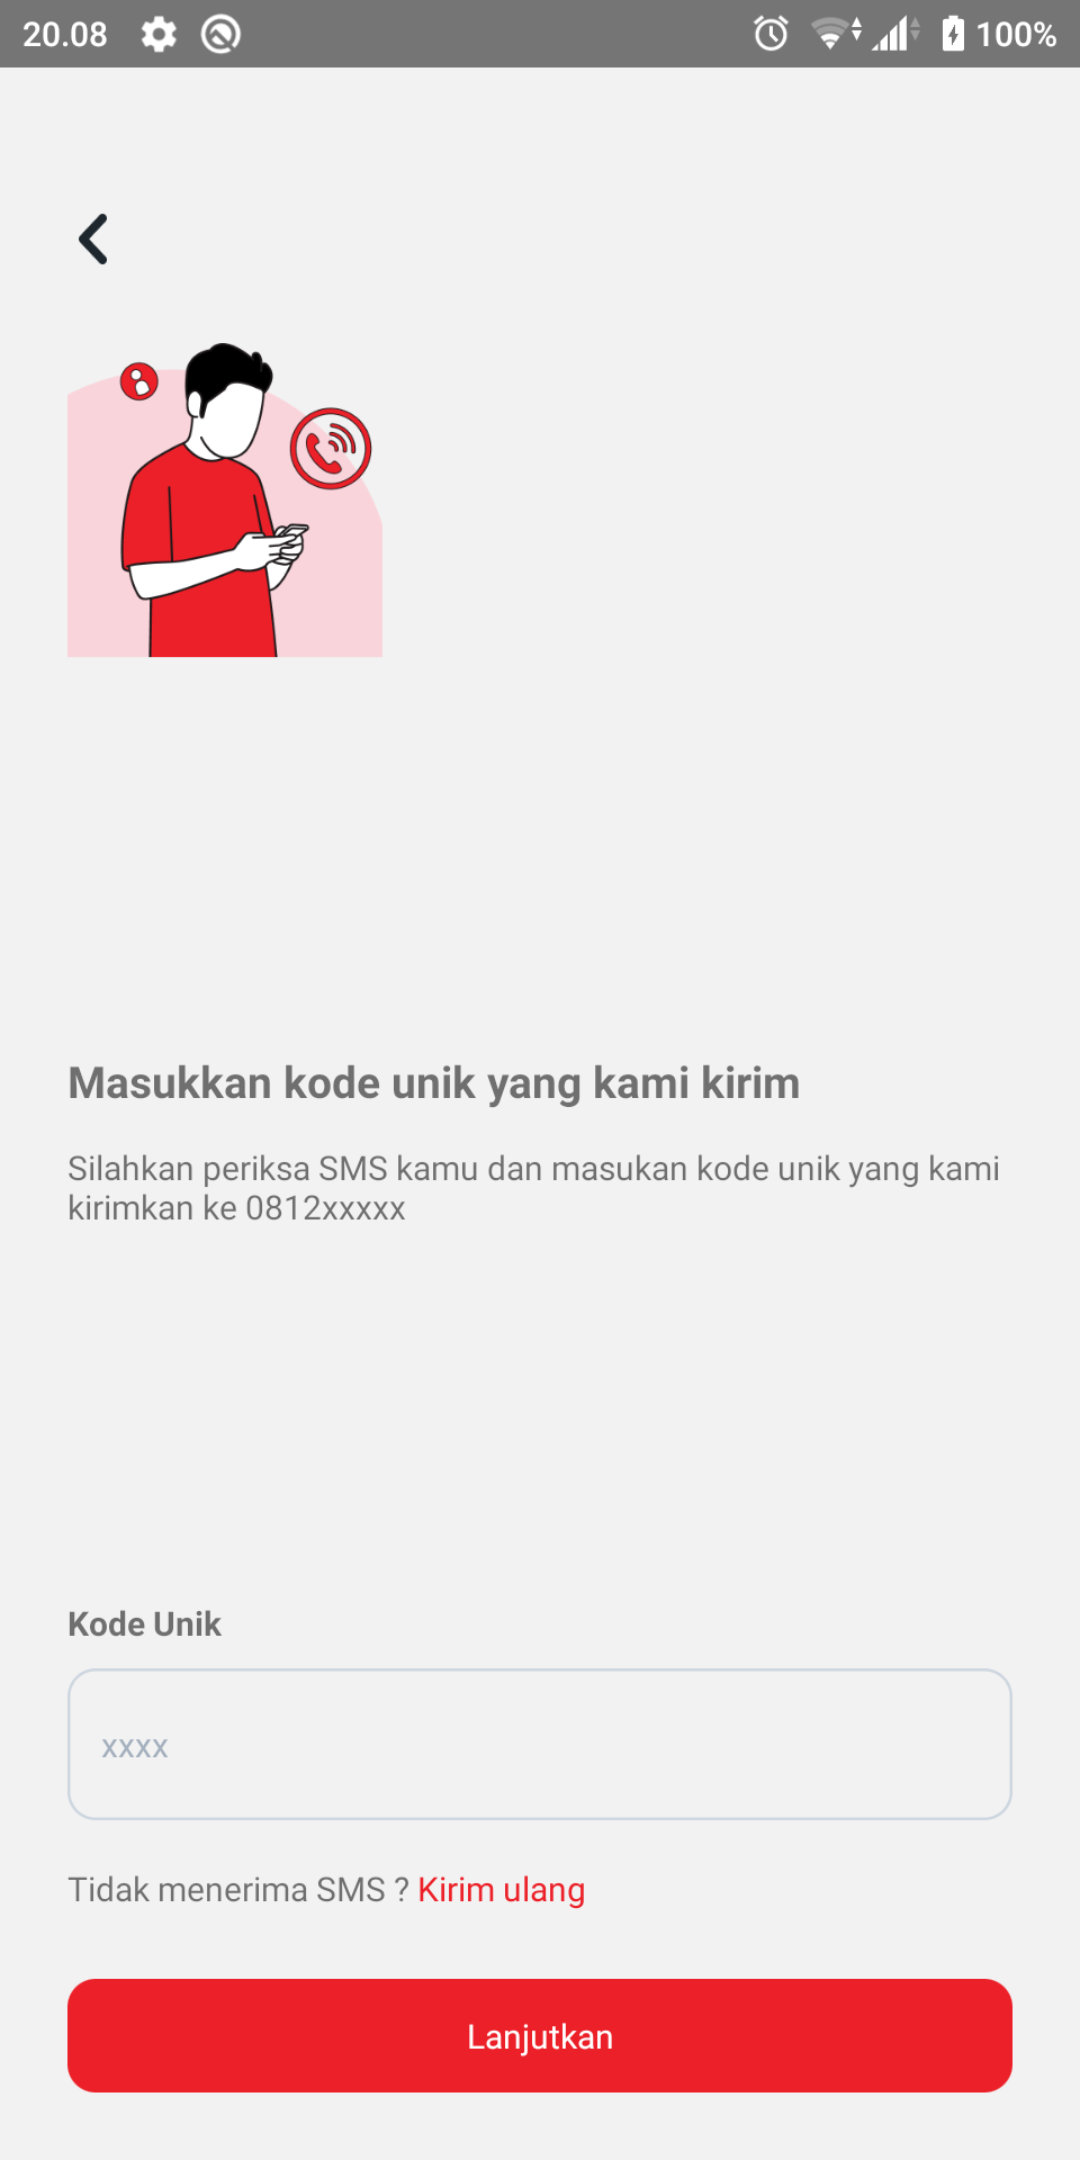 20.08
100%
Masukkan kode unik yang kami kirim
Silahkan periksa SMS kamu dan masukan kode unik yang kami
kirimkan ke 0812xxxxx
Kode Unik
xxxx
Tidak menerima SMS ? Kirim ulang
Lanjutkan